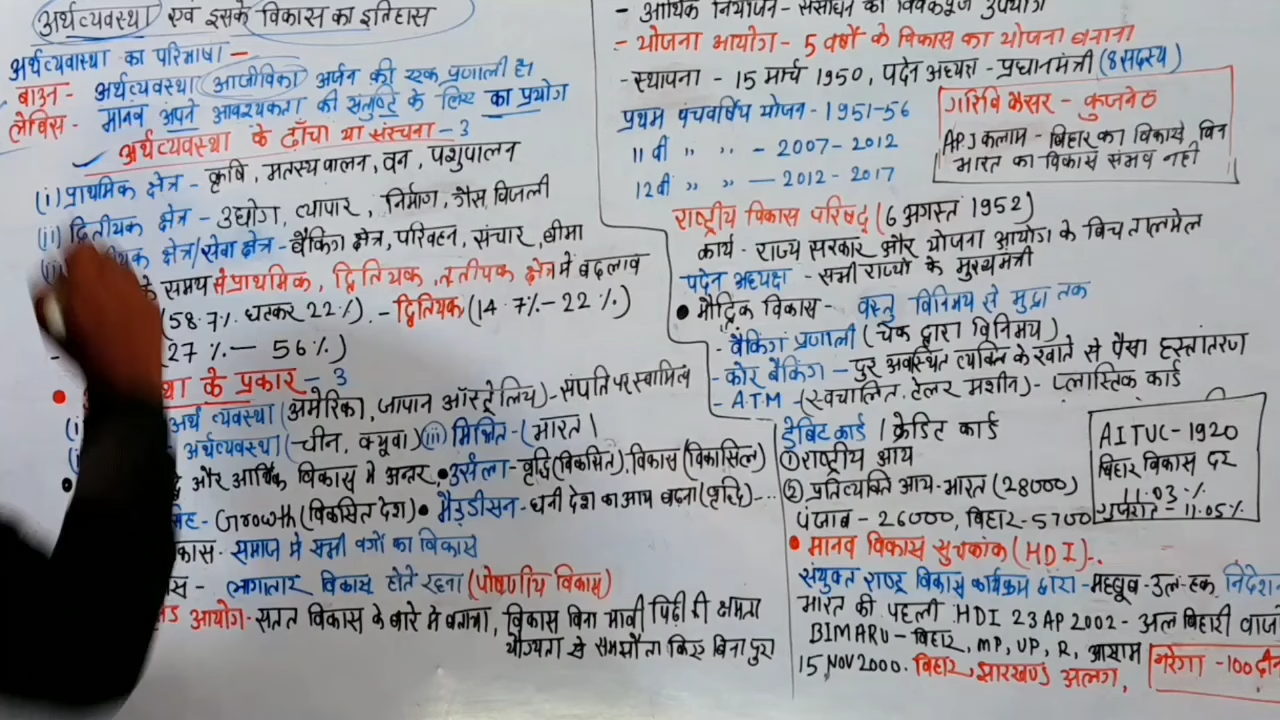 अर्थव्यवस्था एवं इसके विकास का इतिहास
अर्थव्यवस्था का परिभाषा -
बाउन - अर्थव्यवस्था आजीविका अर्जन की एक प्रणाली है।
लेविस - मानव अपने आवश्यकता की संतुष्टि के लिए का प्रयोग
अर्थव्यवस्था के ढाँचा या संरचना - 3
(i) प्राथमिक क्षेत्र - कृषि, मतस्य पालन, वन, पशुपालन
(ii) द्वितीयक क्षेत्र - उद्योग, व्यापार, निर्माण, गैस बिजली
क्षेत्र/सेवा क्षेत्र - बैंकिंग क्षेत्र, परिवहन, संचार, बीमा
के समय से प्राथमिक, द्वितियक, तृतीयक क्षेत्र में बदलाव
(58.7% घटकर 22%) - द्वितियक (14.7% - 22%)
27% - 56%)
के प्रकार - 3
अर्थ व्यवस्था (अमेरिका, जापान ऑस्ट्रेलिय) - संपति पर स्वामित्व
अर्थव्यवस्था (चीन, क्यूबा) (iii) मिश्रित - (भारत)
और आर्थिक विकास में अन्तर • उर्सला - वृद्धि (विकसित), विकास (विकासशील)
Growth (विकसित देश) • मैड्डीसन - धनी देश का आय बढ़ना (वृद्धि)...
समाज में सभी वर्गों का विकास
लगातार विकास होते रहना (पोषणीय विकास)
आयोग - सतत विकास के बारे में बताया, विकास बिना भावी पिढ़ी की क्षमता
योग्यता से समझौता किए बिना पुरा
- आर्थिक नियोजन - संसाधन का विवेकपूर्ण उपयोग
- योजना आयोग - 5 वर्षों के विकास का योजना बनाना
- स्थापना - 15 मार्च 1950, पदेन अध्यक्ष - प्रधानमंत्री (8 सदस्य)
प्रथम पंचवर्षिय योजन - 1951-56
11 वी " " - 2007-2012
12 वी " " - 2012-2017
गरिवि कैसर - कुजनेठ
APJ कलाम - बिहार का विकास बिन
भारत का विकास संभव नही
राष्ट्रीय विकास परिषद् (6 अगस्त 1952)
कार्य - राज्य सरकार और योजना आयोग के बिच तालमेल
पदेन अध्यक्ष - सभी राज्यों के मुख्यमंत्री
• मौद्रिक विकास - वस्तु विनिमय से मुद्रा तक
- बैंकिंग प्रणाली (चेक द्वारा विनिमय)
- कोर बैंकिंग - दुर अवस्थित व्यक्ति के खाते से पैसा हस्तांतरण
- ATM - (स्वचालित टेलर मशीन) - प्लास्टिक कार्ड
डेबिट कार्ड / क्रेडिट कार्ड
① राष्ट्रीय आय
② प्रतिव्यक्ति आय - भारत (28000)
पंजाब - 26000, बिहार - 5700
AITUC - 1920
बिहार विकास दर
11.03%
गुजरात = 11.05%
• मानव विकास सुचकांक (HDI) -
संयुक्त राष्ट्र विकास कार्यक्रम द्वारा - महबूब-उल-हक निदेश
भारत की पहली HDI 23 AP 2002 - अटल बिहारी वाज
BIMARU - बिहार, MP, UP, R, आसाम
15 NOV 2000. बिहार, झारखण्ड अलग,
नरेगा - 100 दीन